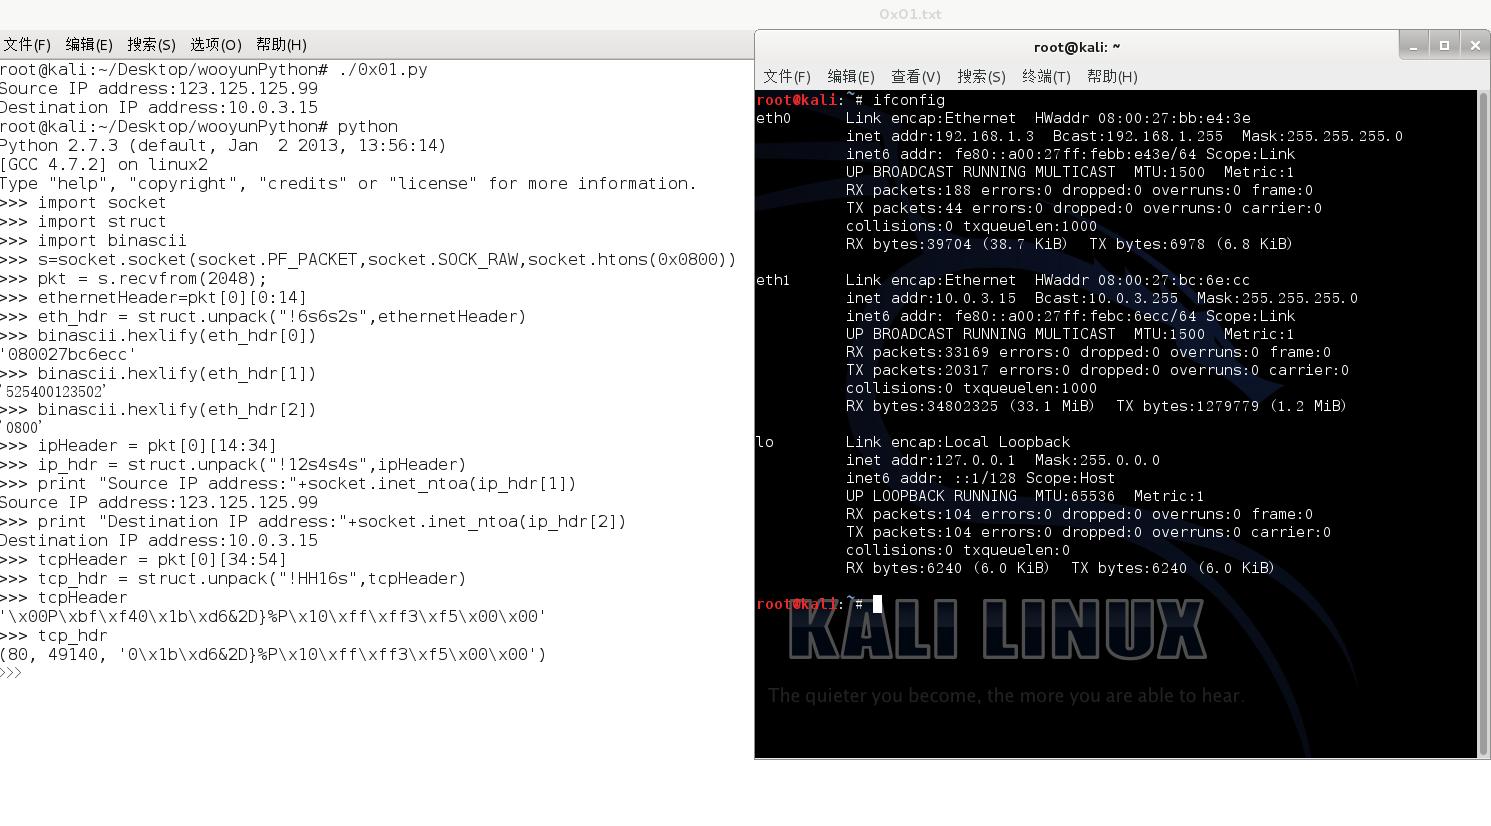 0x01.txt
文件(F) 编辑(E) 搜索(S) 选项(O) 帮助(H)
root@kali:~/Desktop/wooyunPython# ./0x01.py
Source IP address:123.125.125.99
Destination IP address:10.0.3.15
root@kali:~/Desktop/wooyunPython# python
Python 2.7.3 (default, Jan  2 2013, 13:56:14)
[GCC 4.7.2] on linux2
Type "help", "copyright", "credits" or "license" for more information.
>>> import socket
>>> import struct
>>> import binascii
>>> s=socket.socket(socket.PF_PACKET,socket.SOCK_RAW,socket.htons(0x0800))
>>> pkt = s.recvfrom(2048);
>>> ethernetHeader=pkt[0][0:14]
>>> eth_hdr = struct.unpack("!6s6s2s",ethernetHeader)
>>> binascii.hexlify(eth_hdr[0])
'080027bc6ecc'
>>> binascii.hexlify(eth_hdr[1])
'525400123502'
>>> binascii.hexlify(eth_hdr[2])
'0800'
>>> ipHeader = pkt[0][14:34]
>>> ip_hdr = struct.unpack("!12s4s4s",ipHeader)
>>> print "Source IP address:"+socket.inet_ntoa(ip_hdr[1])
Source IP address:123.125.125.99
>>> print "Destination IP address:"+socket.inet_ntoa(ip_hdr[2])
Destination IP address:10.0.3.15
>>> tcpHeader = pkt[0][34:54]
>>> tcp_hdr = struct.unpack("!HH16s",tcpHeader)
>>> tcpHeader
'\x00P\xbf\xf40\x1b\xd6&2D}%P\x10\xff\xff3\xf5\x00\x00'
>>> tcp_hdr
(80, 49140, '0\x1b\xd6&2D}%P\x10\xff\xff3\xf5\x00\x00')
>>>
root@kali: ~
文件(F) 编辑(E) 查看(V) 搜索(S) 终端(T) 帮助(H)
root@kali:~# ifconfig
eth0      Link encap:Ethernet  HWaddr 08:00:27:bb:e4:3e
          inet addr:192.168.1.3  Bcast:192.168.1.255  Mask:255.255.255.0
          inet6 addr: fe80::a00:27ff:febb:e43e/64 Scope:Link
          UP BROADCAST RUNNING MULTICAST  MTU:1500  Metric:1
          RX packets:188 errors:0 dropped:0 overruns:0 frame:0
          TX packets:44 errors:0 dropped:0 overruns:0 carrier:0
          collisions:0 txqueuelen:1000
          RX bytes:39704 (38.7 KiB)  TX bytes:6978 (6.8 KiB)
eth1      Link encap:Ethernet  HWaddr 08:00:27:bc:6e:cc
          inet addr:10.0.3.15  Bcast:10.0.3.255  Mask:255.255.255.0
          inet6 addr: fe80::a00:27ff:febc:6ecc/64 Scope:Link
          UP BROADCAST RUNNING MULTICAST  MTU:1500  Metric:1
          RX packets:33169 errors:0 dropped:0 overruns:0 frame:0
          TX packets:20317 errors:0 dropped:0 overruns:0 carrier:0
          collisions:0 txqueuelen:1000
          RX bytes:34802325 (33.1 MiB)  TX bytes:1279779 (1.2 MiB)
lo        Link encap:Local Loopback
          inet addr:127.0.0.1  Mask:255.0.0.0
          inet6 addr: ::1/128 Scope:Host
          UP LOOPBACK RUNNING  MTU:65536  Metric:1
          RX packets:104 errors:0 dropped:0 overruns:0 frame:0
          TX packets:104 errors:0 dropped:0 overruns:0 carrier:0
          collisions:0 txqueuelen:0
          RX bytes:6240 (6.0 KiB)  TX bytes:6240 (6.0 KiB)
root@kali:~#
KALI LINUX
The quieter you become, the more you are able to hear.